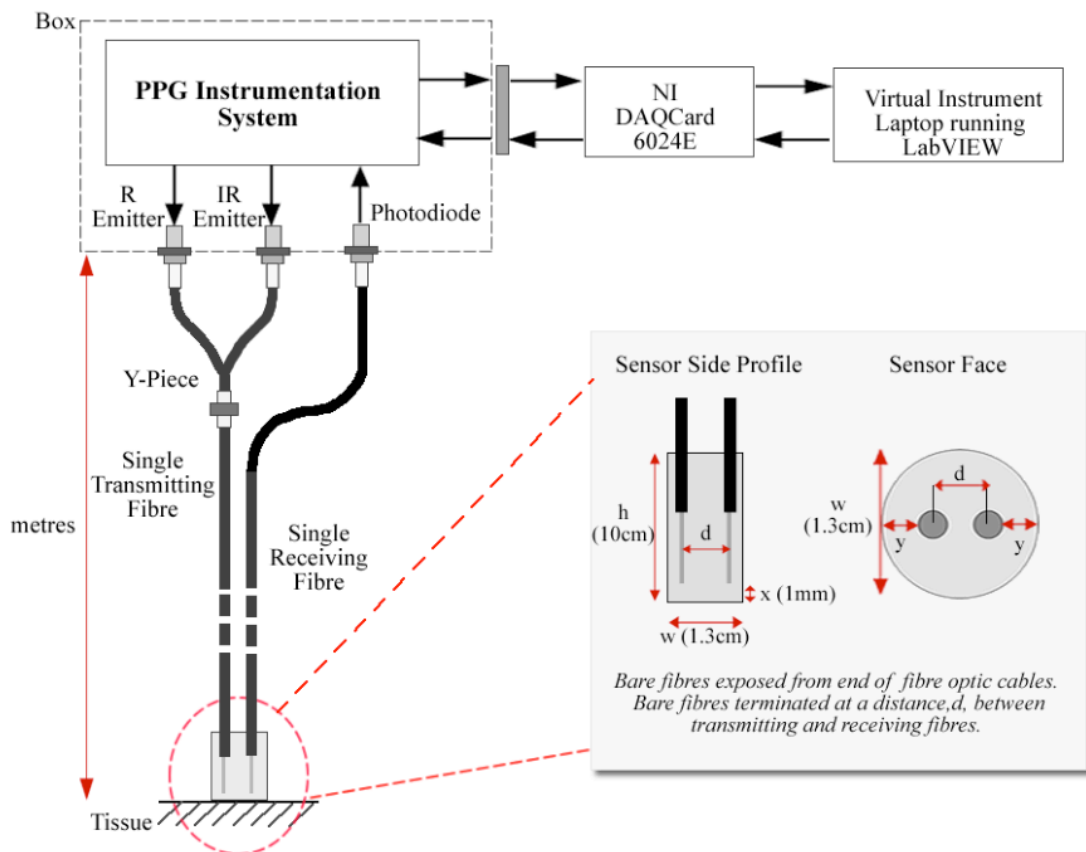 Box
PPG Instrumentation
System
NI
DAQCard
6024E
Virtual Instrument
Laptop running
LabVIEW
R
Emitter
IR
Emitter
Photodiode
Y-Piece
Single
Transmitting
Fibre
metres
Single
Receiving
Fibre
Tissue
Sensor Side Profile
Sensor Face
h
(10cm)
d
x (1mm)
w (1.3cm)
w
(1.3cm)
d
y
y
Bare fibres exposed from end of fibre optic cables.
Bare fibres terminated at a distance,d, between
transmitting and receiving fibres.